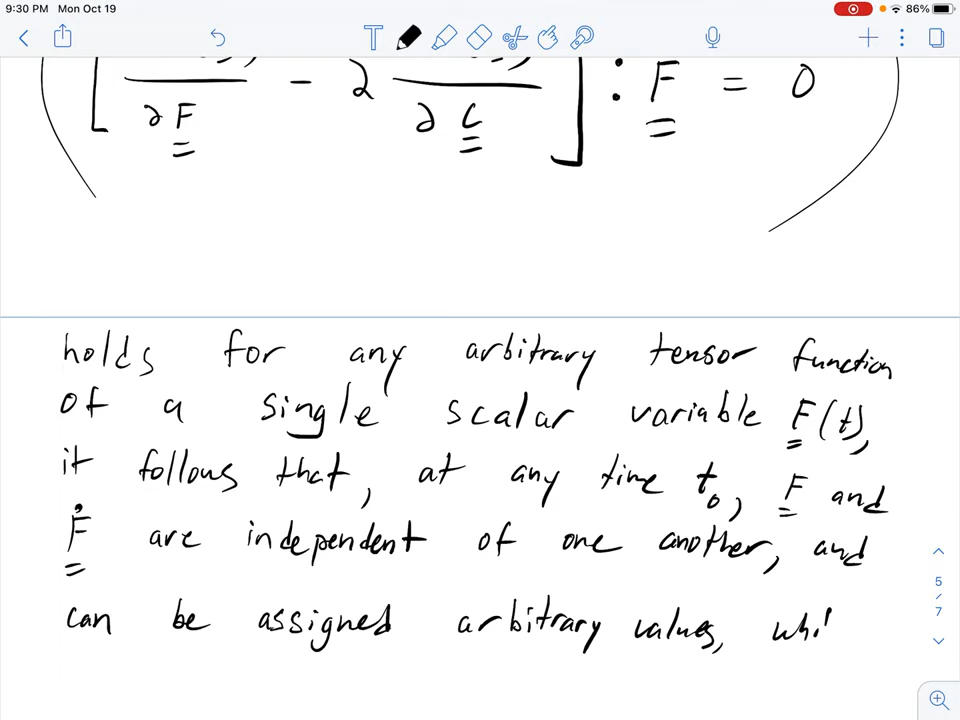 9:30 PM Mon Oct 19 86%
T
∂F - 2 ∂C : F = 0
holds for any arbitrary tensor function
of a single scalar variable F(t),
it follows that, at any time t₀, F and
Ḟ are independent of one another, and
can be assigned arbitrary values, whi
5
/
7